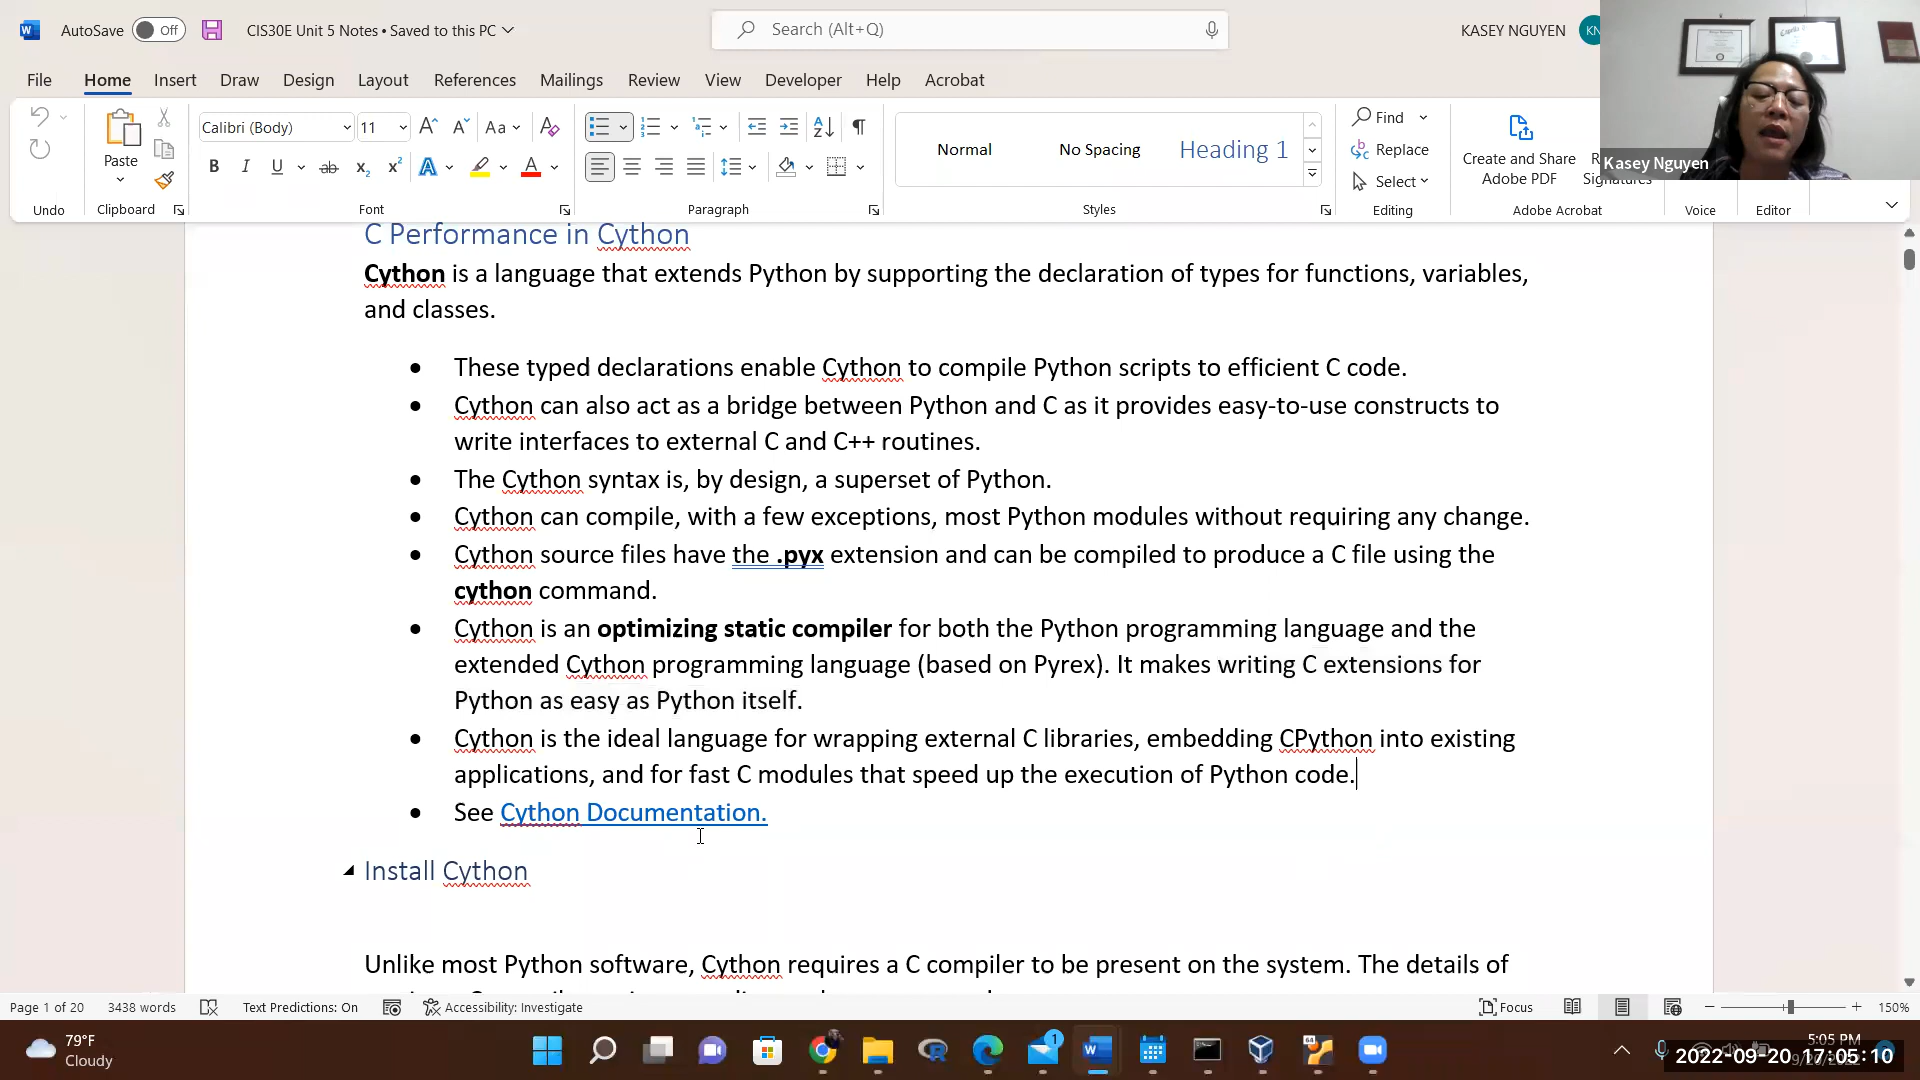 AutoSave Off CIS30E Unit 5 Notes • Saved to this PC Search (Alt+Q) KASEY NGUYEN KN
File Home Insert Draw Design Layout References Mailings Review View Developer Help Acrobat
Paste
Undo
Clipboard
Calibri (Body) 11
Font
Paragraph
Normal No Spacing Heading 1
Styles
Find
Replace
Select
Editing
Create and Share
Adobe PDF
Signatures
Adobe Acrobat
Voice
Editor
Kasey Nguyen
C Performance in Cython
Cython is a language that extends Python by supporting the declaration of types for functions, variables,
and classes.
• These typed declarations enable Cython to compile Python scripts to efficient C code.
• Cython can also act as a bridge between Python and C as it provides easy-to-use constructs to
write interfaces to external C and C++ routines.
• The Cython syntax is, by design, a superset of Python.
• Cython can compile, with a few exceptions, most Python modules without requiring any change.
• Cython source files have the .pyx extension and can be compiled to produce a C file using the
cython command.
• Cython is an optimizing static compiler for both the Python programming language and the
extended Cython programming language (based on Pyrex). It makes writing C extensions for
Python as easy as Python itself.
• Cython is the ideal language for wrapping external C libraries, embedding CPython into existing
applications, and for fast C modules that speed up the execution of Python code.
• See Cython Documentation.
Install Cython
Unlike most Python software, Cython requires a C compiler to be present on the system. The details of
Page 1 of 20 3438 words Text Predictions: On Accessibility: Investigate Focus 150%
79°F
Cloudy
5:05 PM
2022-09-20 17:05:10